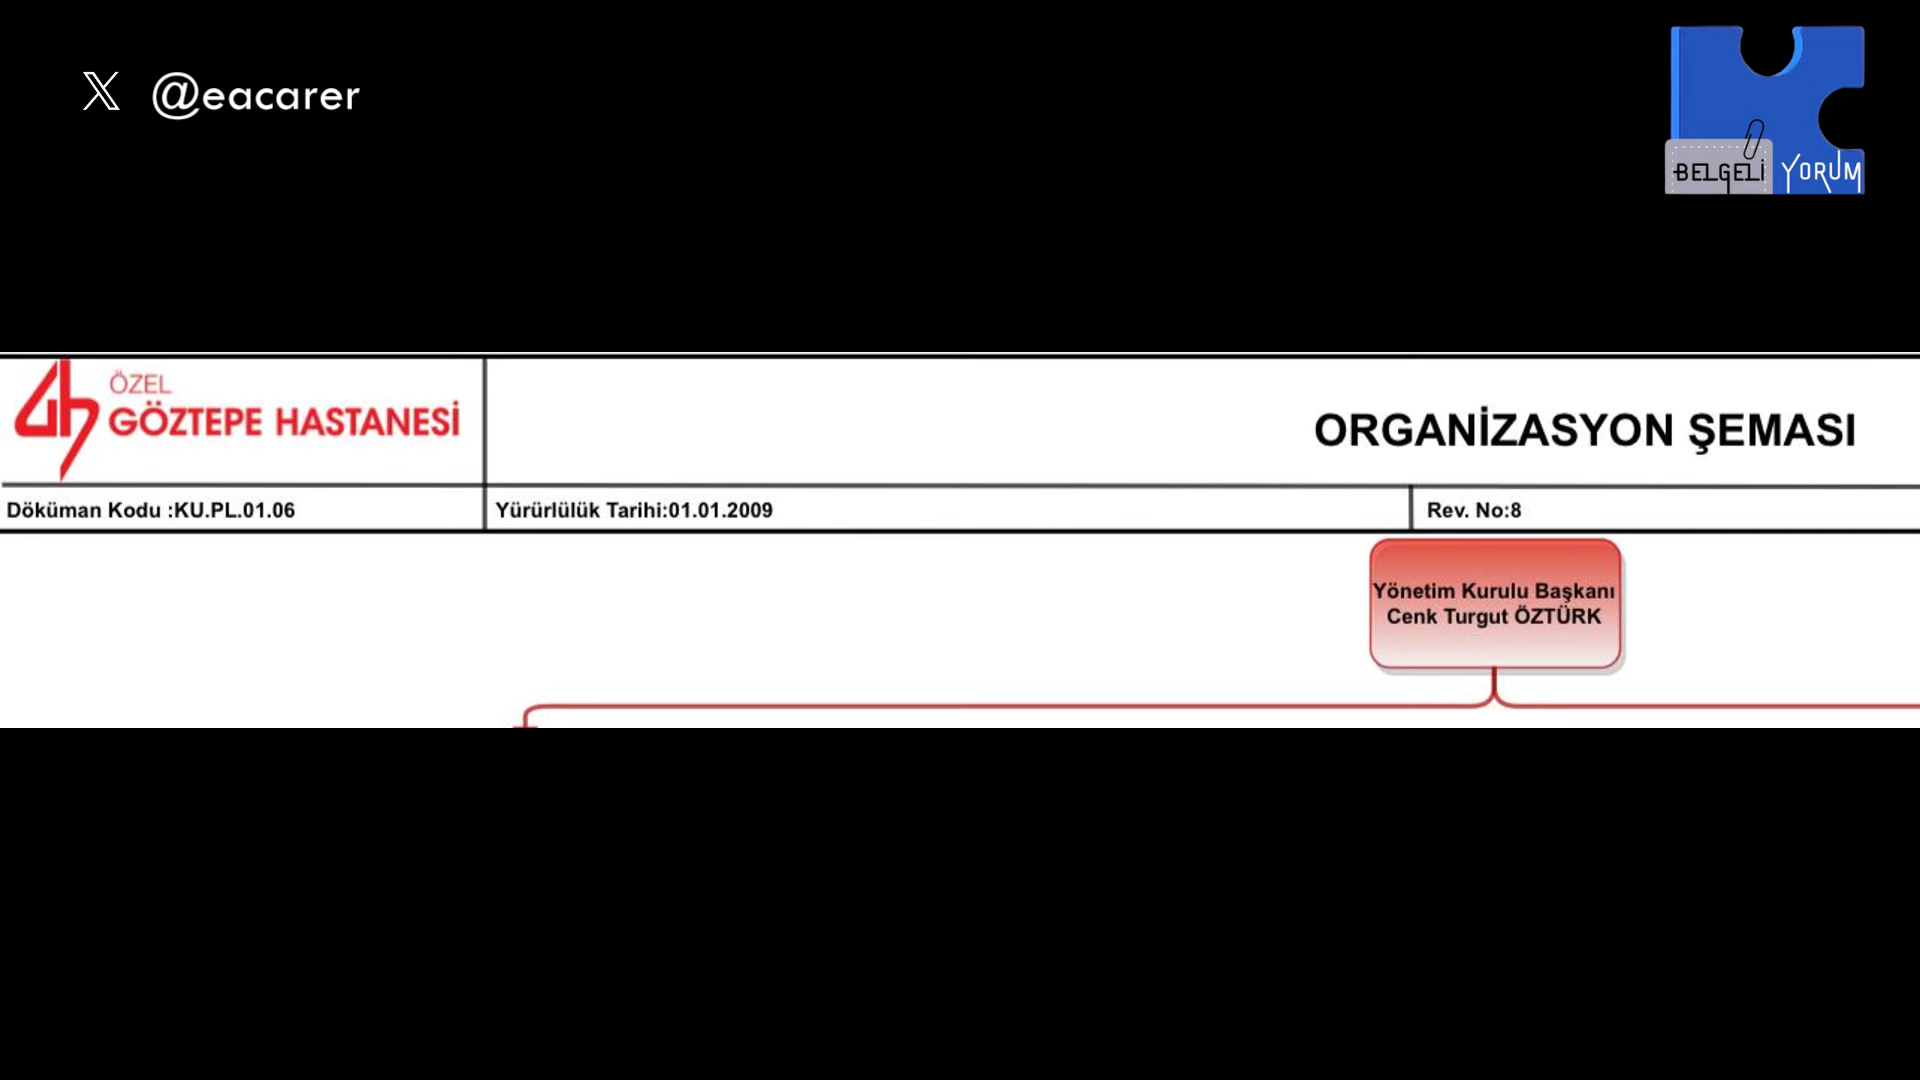 𝕏 @eacarer
BELGELİ YORUM
ÖZEL
GÖZTEPE HASTANESİ
ORGANİZASYON ŞEMASI
Döküman Kodu :KU.PL.01.06
Yürürlülük Tarihi:01.01.2009
Rev. No:8
Yönetim Kurulu Başkanı
Cenk Turgut ÖZTÜRK